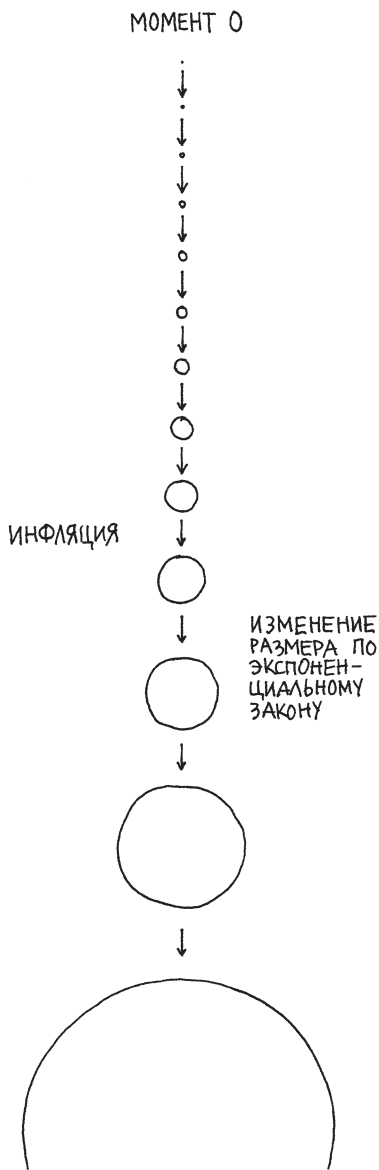 МОМЕНТ 0
ИНФЛЯЦИЯ
ИЗМЕНЕНИЕ
РАЗМЕРА ПО
ЭКСПОНЕН-
ЦИАЛЬНОМУ
ЗАКОНУ